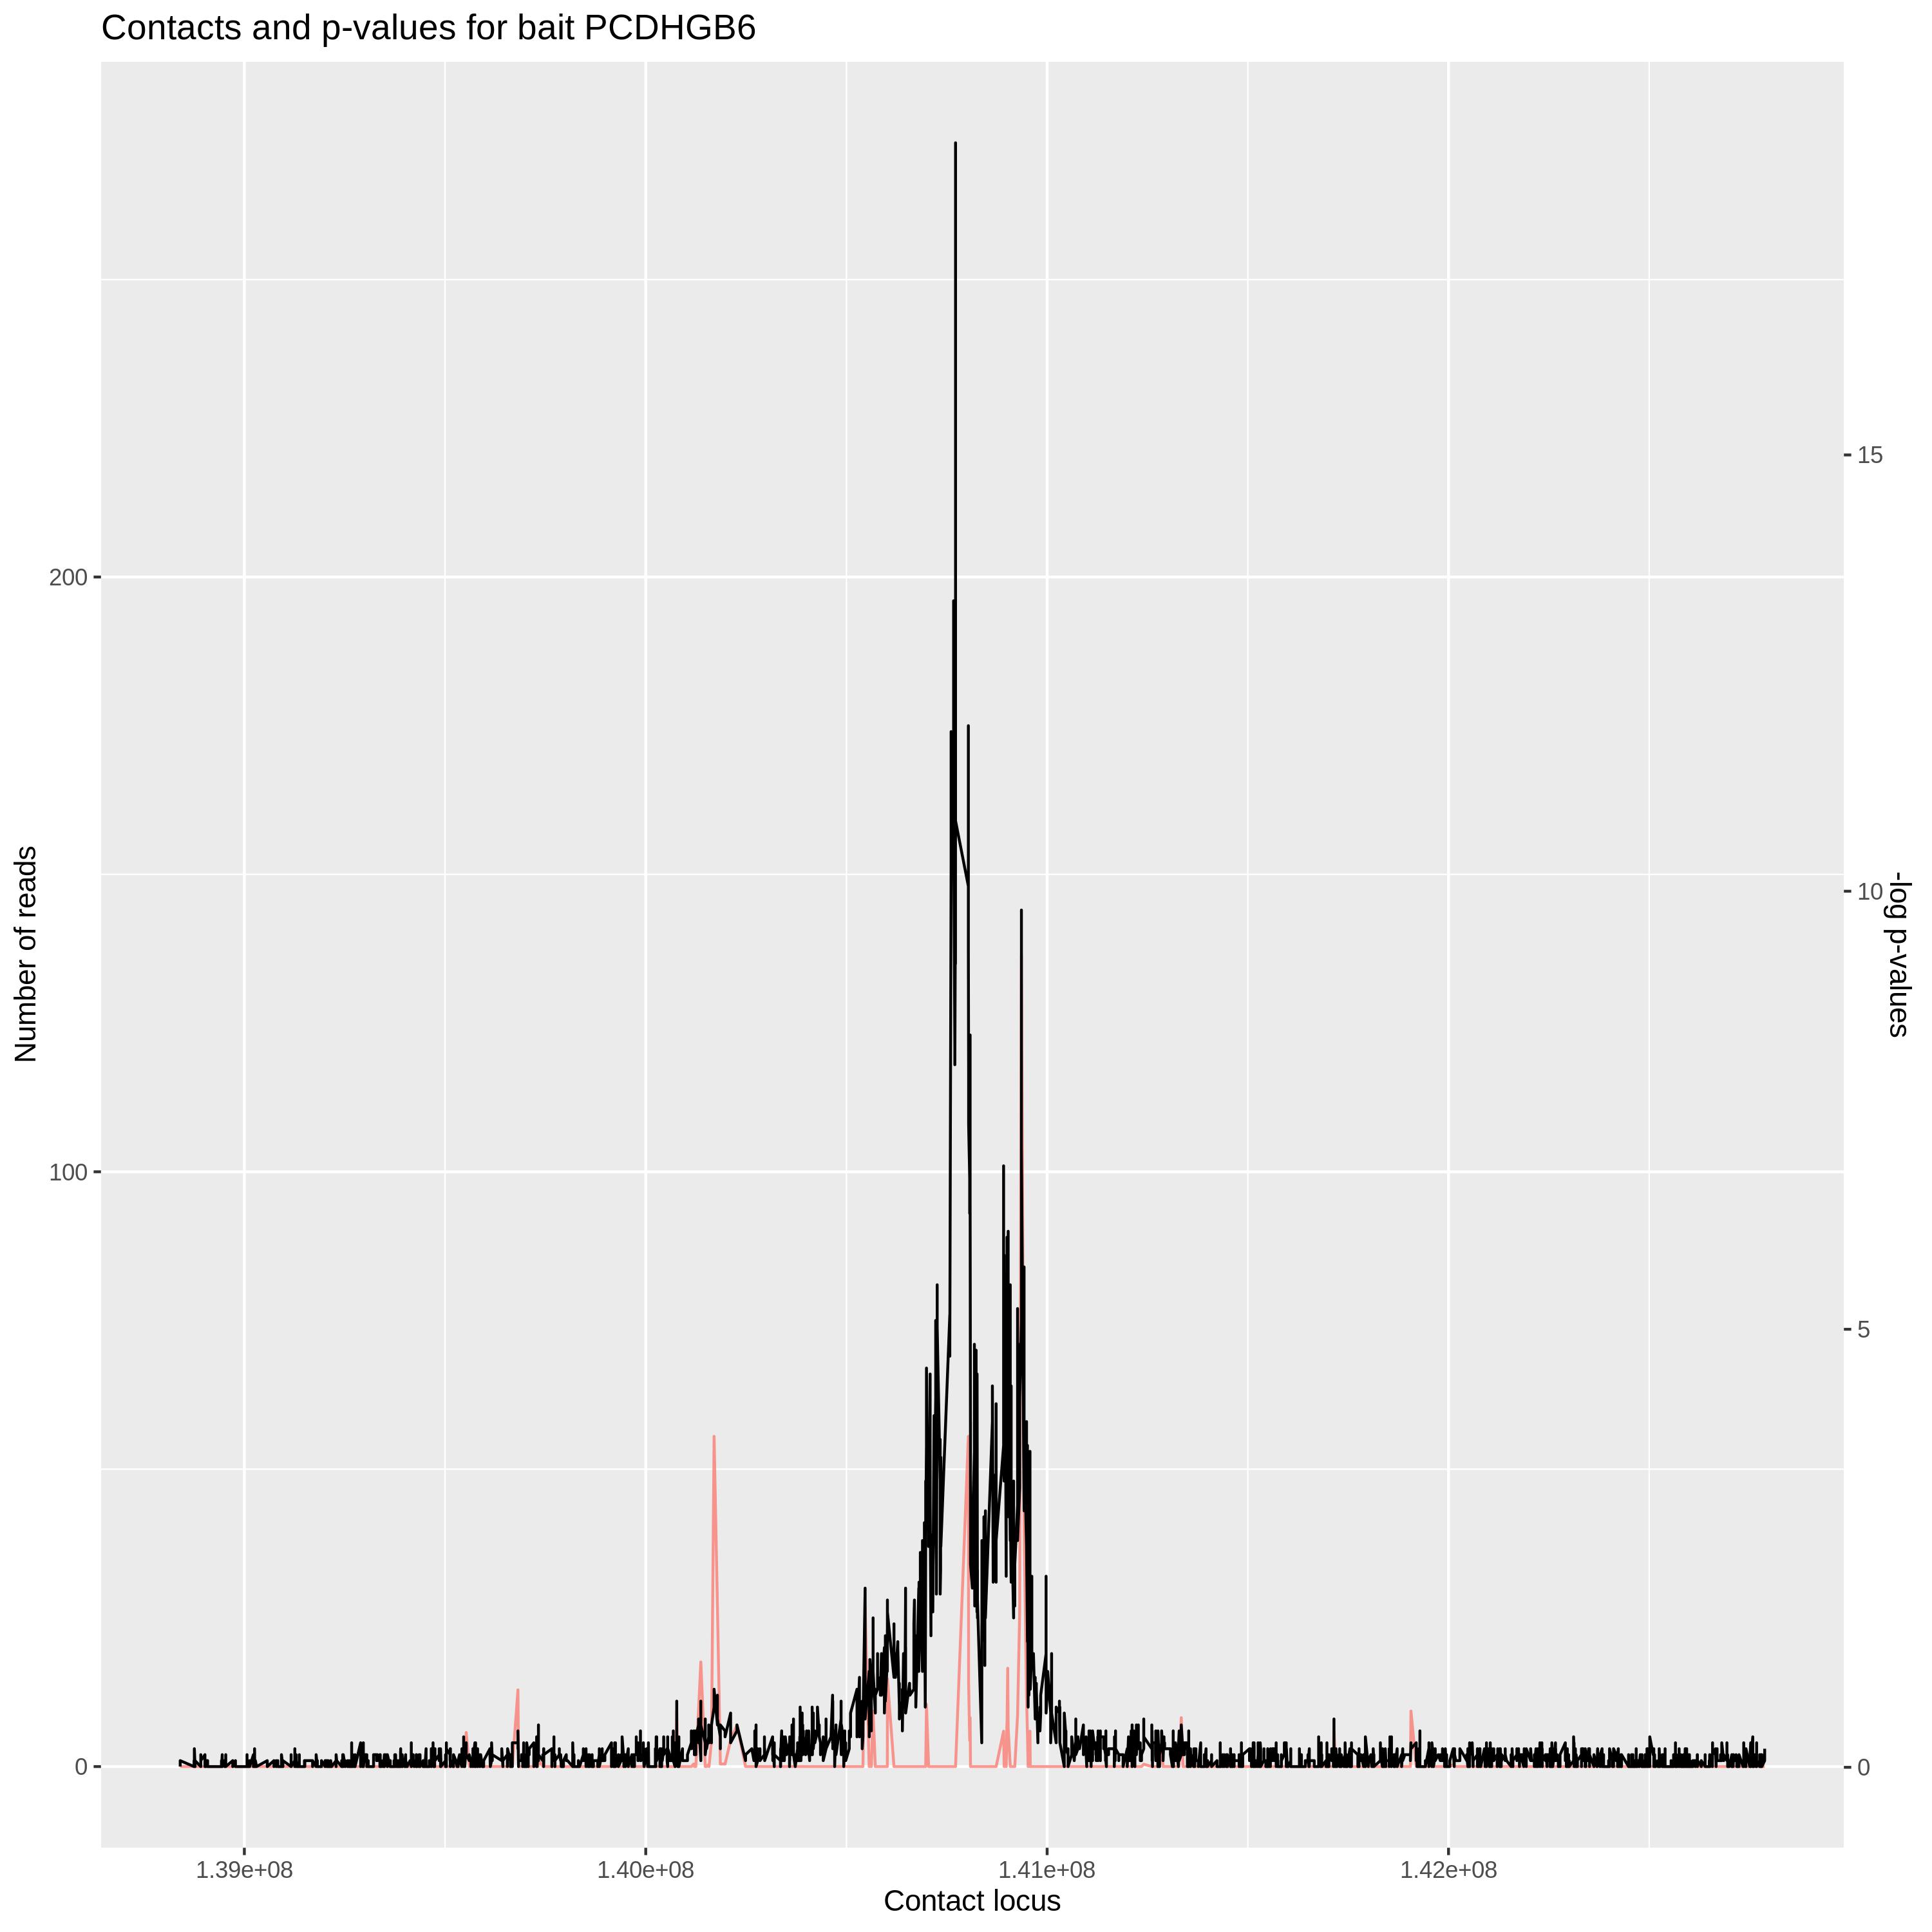 Contacts and p-values for bait PCDHGB6
Number of reads
200
100
0
15
10
5
0
-log p-values
1.39e+08
1.40e+08
1.41e+08
1.42e+08
Contact locus